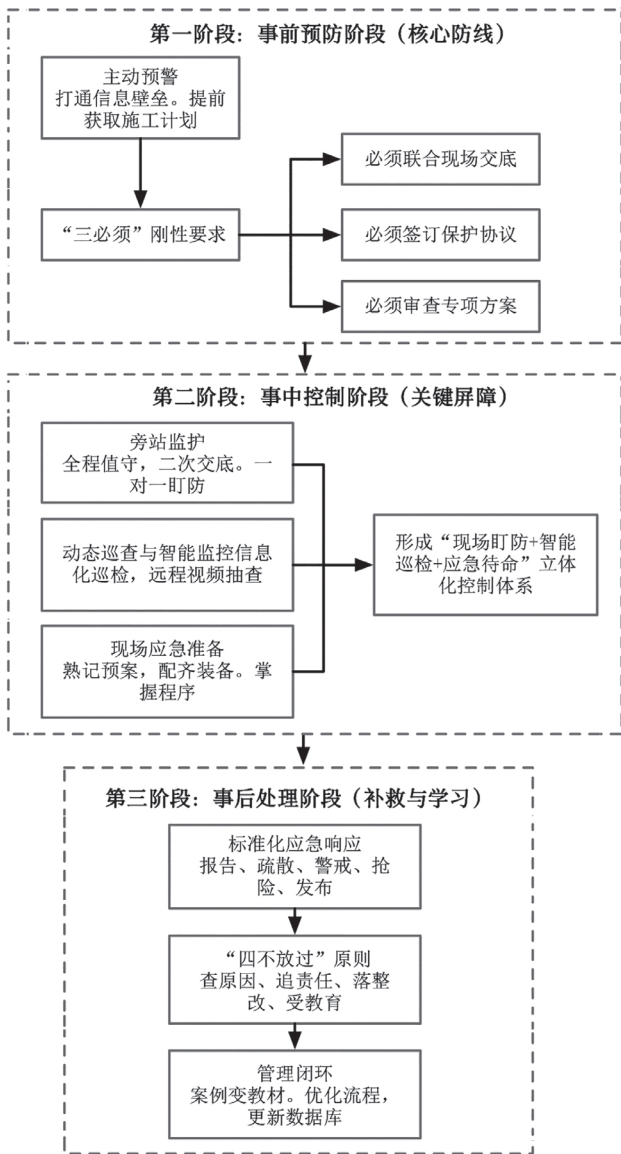 第一阶段：事前预防阶段（核心防线）
主动预警
打通信息壁垒。提前
获取施工计划
“三必须”刚性要求
必须联合现场交底
必须签订保护协议
必须审查专项方案
第二阶段：事中控制阶段（关键屏障）
旁站监护
全程值守，二次交底。一
对一盯防
动态巡查与智能监控信息
化巡检，远程视频抽查
现场应急准备
熟记预案，配齐装备。掌
握程序
形成“现场盯防+智能
巡检+应急待命”立体
化控制体系
第三阶段：事后处理阶段（补救与学习）
标准化应急响应
报告、疏散、警戒、抢
险、发布
“四不放过”原则
查原因、追责任、落整
改、受教育
管理闭环
案例变教材。优化流程，
更新数据库